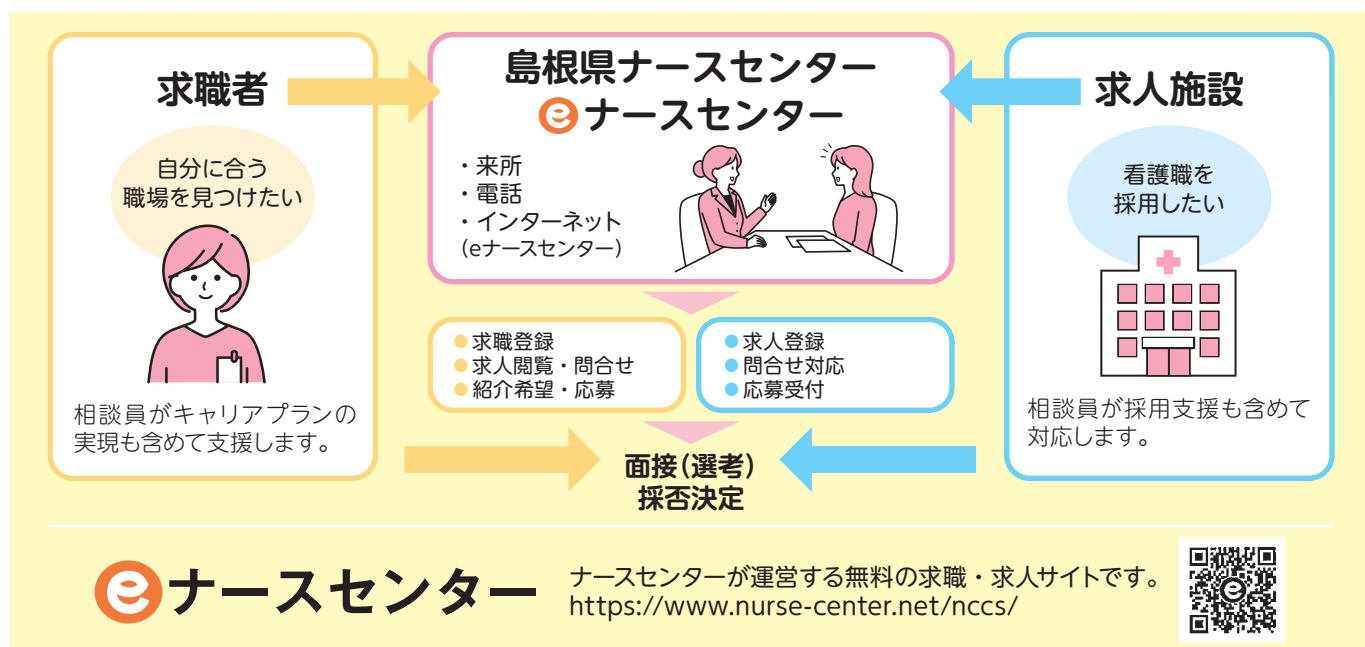 求職者
自分に合う
職場を見つけたい
相談員がキャリアプランの
実現も含めて支援します。
島根県ナースセンター
eナースセンター
・来所
・電話
・インターネット
（eナースセンター）
求人施設
看護職を
採用したい
相談員が採用支援も含めて
対応します。
●求職登録
●求人閲覧・問合せ
●紹介希望・応募
●求人登録
●問合せ対応
●応募受付
面接（選考）
採否決定
eナースセンター
ナースセンターが運営する無料の求職・求人サイトです。
https://www.nurse-center.net/nccs/